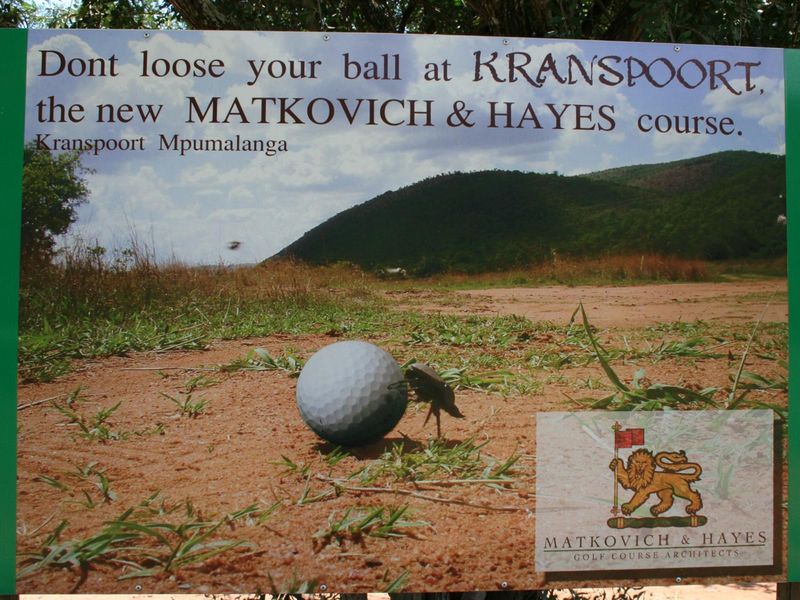 Dont loose your ball at KRANSPOORT,
the new MATKOVICH & HAYES course.
Kranspoort Mpumalanga
MATKOVICH & HAYES
GOLF COURSE ARCHITECTS